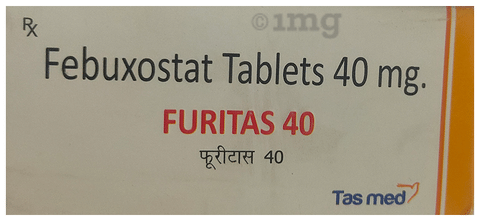 ©1mg
Rx
Febuxostat Tablets 40 mg.
FURITAS 40
फूरीटास 40
Tas med